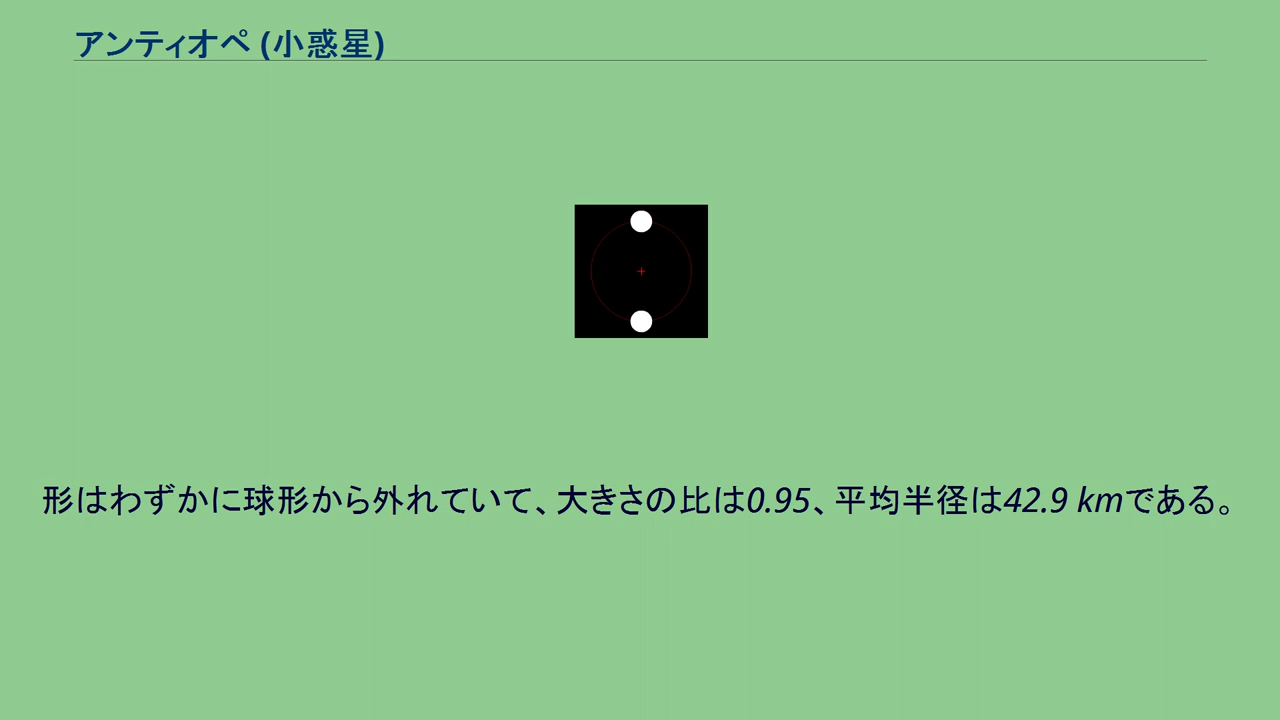 アンティオペ (小惑星)
形はわずかに球形から外れていて、大きさの比は0.95、平均半径は42.9 kmである。